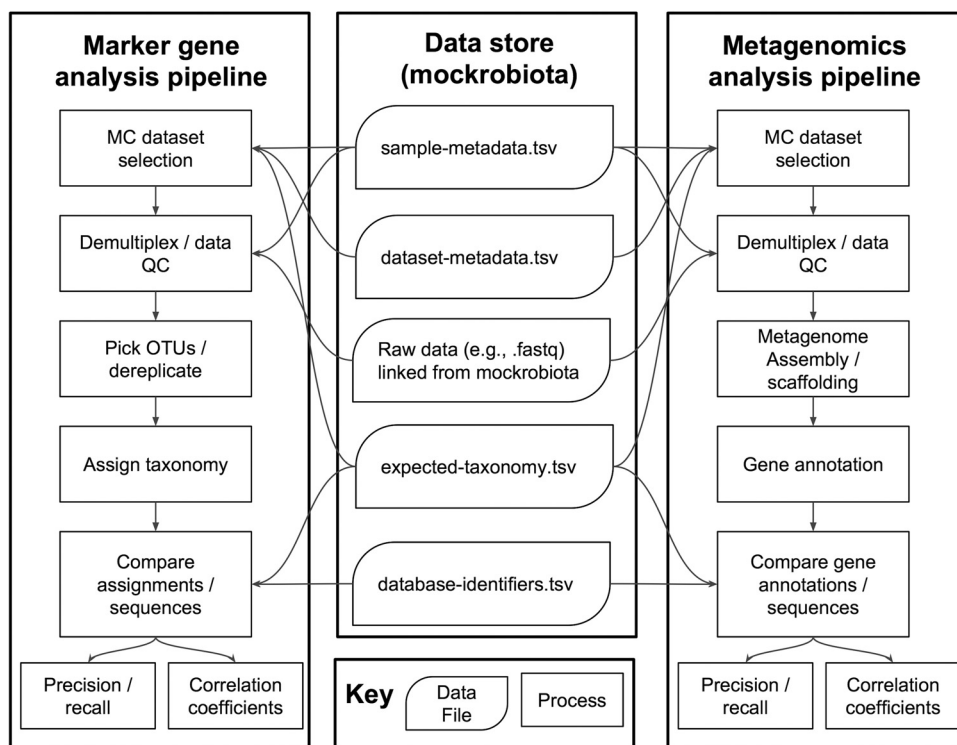 Marker gene
analysis pipeline
MC dataset
selection
Demultiplex / data
QC
Pick OTUs /
dereplicate
Assign taxonomy
Compare
assignments /
sequences
Precision /
recall
Correlation
coefficients
Data store
(mockrobiota)
sample-metadata.tsv
dataset-metadata.tsv
Raw data (e.g., .fastq)
linked from mockrobiota
expected-taxonomy.tsv
database-identifiers.tsv
Key
Data
File
Process
Metagenomics
analysis pipeline
MC dataset
selection
Demultiplex / data
QC
Metagenome
Assembly /
scaffolding
Gene annotation
Compare gene
annotations /
sequences
Precision /
recall
Correlation
coefficients